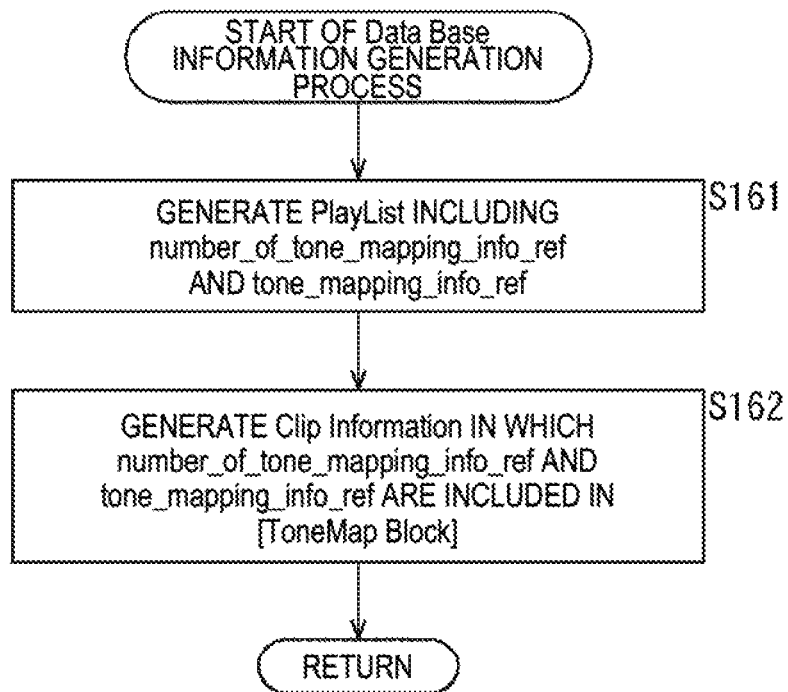 START OF Data Base
INFORMATION GENERATION
PROCESS
S161
GENERATE PlayList INCLUDING
number_of_tone_mapping_info_ref
AND tone_mapping_info_ref
S162
GENERATE Clip Information IN WHICH
number_of_tone_mapping_info_ref AND
tone_mapping_info_ref ARE INCLUDED IN
[ToneMap Block]
RETURN